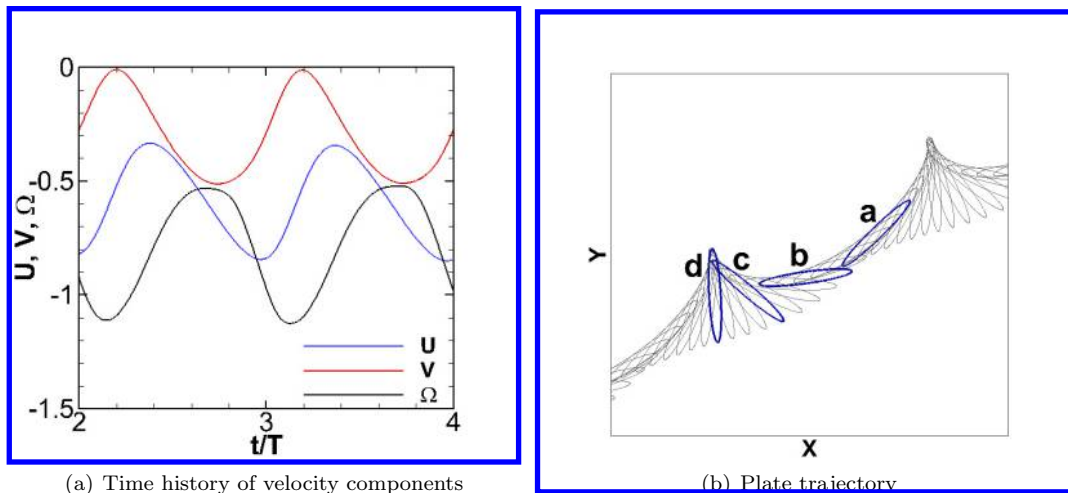 0
-0.5
-1
-1.5
U, V, Ω
2
3
4
t/T
U
V
Ω
a
b
c
d
Y
X
(a) Time history of velocity components
(b) Plate trajectory